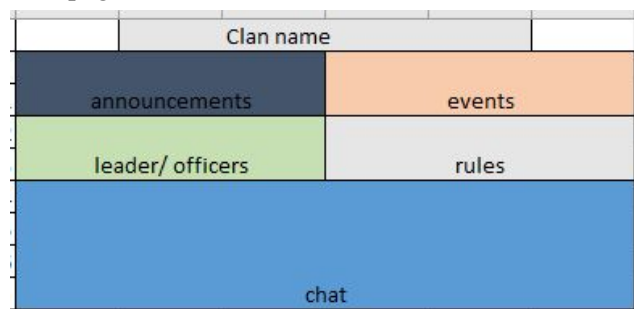 Clan name
announcements events
leader/ officers rules
chat